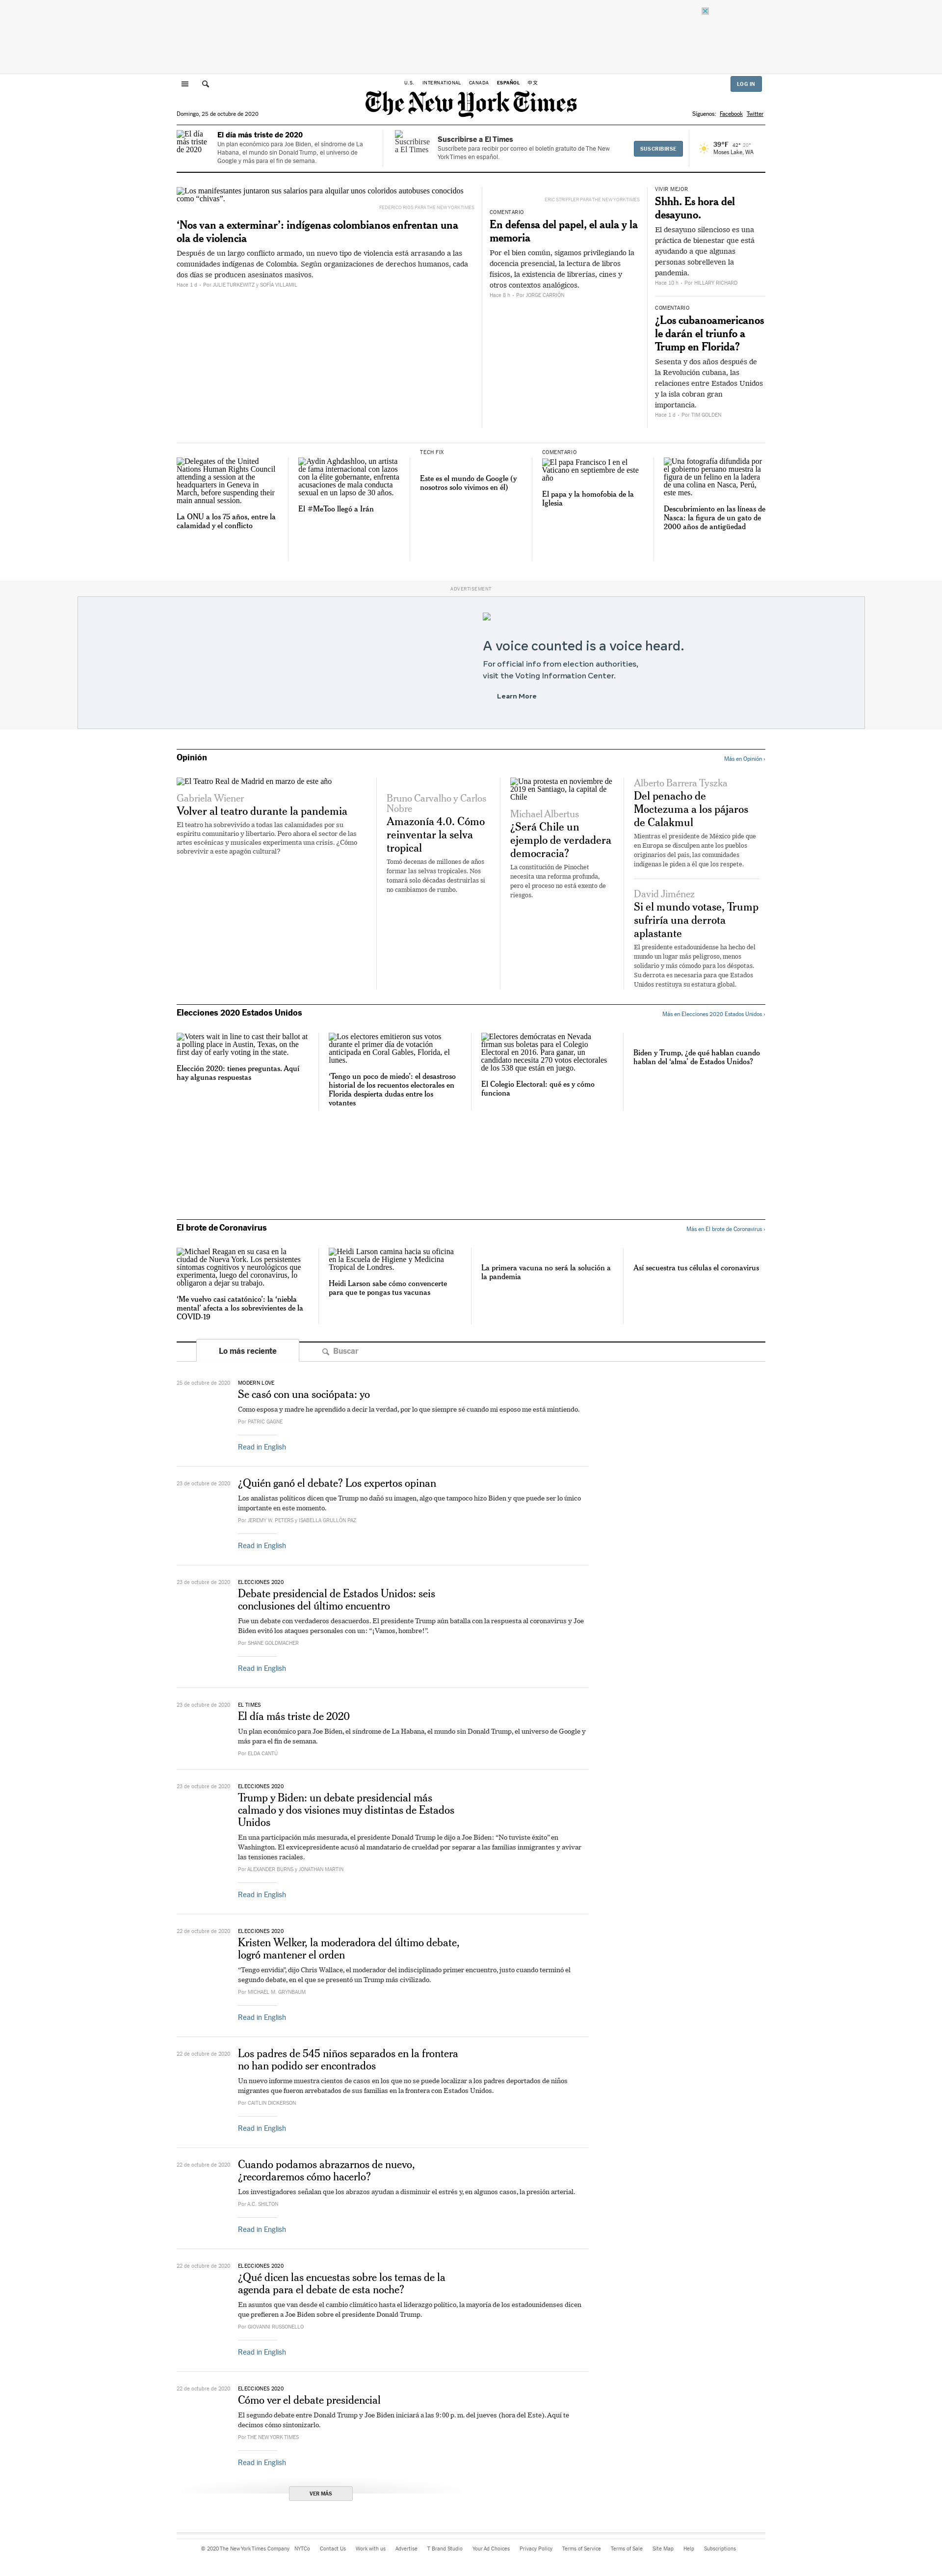 U.S. INTERNATIONAL CANADA ESPAÑOL 中文
LOG IN
The New York Times
Domingo, 25 de octubre de 2020
Síguenos: Facebook Twitter
El día más triste de 2020
El día más triste de 2020
Un plan económico para Joe Biden, el síndrome de La Habana, el mundo sin Donald Trump, el universo de Google y más para el fin de semana.
Suscribirse a El Times
Suscribirse a El Times
Suscríbete para recibir por correo el boletín gratuito de The New York Times en español.
SUSCRIBIRSE
39°F 42° 20°
Moses Lake, WA
Los manifestantes juntaron sus salarios para alquilar unos coloridos autobuses conocidos como “chivas”.
FEDERICO RIOS PARA THE NEW YORK TIMES
‘Nos van a exterminar’: indígenas colombianos enfrentan una ola de violencia
Después de un largo conflicto armado, un nuevo tipo de violencia está arrasando a las comunidades indígenas de Colombia. Según organizaciones de derechos humanos, cada dos días se producen asesinatos masivos.
Hace 1 d - Por JULIE TURKEWITZ y SOFÍA VILLAMIL
ERIC STRIFFLER PARA THE NEW YORK TIMES
COMENTARIO
En defensa del papel, el aula y la memoria
Por el bien común, sigamos privilegiando la docencia presencial, la lectura de libros físicos, la existencia de librerías, cines y otros contextos analógicos.
Hace 8 h - Por JORGE CARRIÓN
VIVIR MEJOR
Shhh. Es hora del desayuno.
El desayuno silencioso es una práctica de bienestar que está ayudando a que algunas personas sobrelleven la pandemia.
Hace 10 h - Por HILLARY RICHARD
COMENTARIO
¿Los cubanoamericanos le darán el triunfo a Trump en Florida?
Sesenta y dos años después de la Revolución cubana, las relaciones entre Estados Unidos y la isla cobran gran importancia.
Hace 1 d - Por TIM GOLDEN
Delegates of the United Nations Human Rights Council attending a session at the headquarters in Geneva in March, before suspending their main annual session.
La ONU a los 75 años, entre la calamidad y el conflicto
Aydin Aghdashloo, un artista de fama internacional con lazos con la élite gobernante, enfrenta acusaciones de mala conducta sexual en un lapso de 30 años.
El #MeToo llegó a Irán
TECH FIX
Este es el mundo de Google (y nosotros solo vivimos en él)
COMENTARIO
El papa Francisco I en el Vaticano en septiembre de este año
El papa y la homofobia de la Iglesia
Una fotografía difundida por el gobierno peruano muestra la figura de un felino en la ladera de una colina en Nasca, Perú, este mes.
Descubrimiento en las líneas de Nasca: la figura de un gato de 2000 años de antigüedad
ADVERTISEMENT
A voice counted is a voice heard.
For official info from election authorities, visit the Voting Information Center.
Learn More
Opinión
Más en Opinión ›
El Teatro Real de Madrid en marzo de este año
Gabriela Wiener
Volver al teatro durante la pandemia
El teatro ha sobrevivido a todas las calamidades por su espíritu comunitario y libertario. Pero ahora el sector de las artes escénicas y musicales experimenta una crisis. ¿Cómo sobrevivir a este apagón cultural?
Bruno Carvalho y Carlos Nobre
Amazonía 4.0. Cómo reinventar la selva tropical
Tomó decenas de millones de años formar las selvas tropicales. Nos tomará solo décadas destruirlas si no cambiamos de rumbo.
Una protesta en noviembre de 2019 en Santiago, la capital de Chile
Michael Albertus
¿Será Chile un ejemplo de verdadera democracia?
La constitución de Pinochet necesita una reforma profunda, pero el proceso no está exento de riesgos.
Alberto Barrera Tyszka
Del penacho de Moctezuma a los pájaros de Calakmul
Mientras el presidente de México pide que en Europa se disculpen ante los pueblos originarios del país, las comunidades indígenas le piden a él que los respete.
David Jiménez
Si el mundo votase, Trump sufriría una derrota aplastante
El presidente estadounidense ha hecho del mundo un lugar más peligroso, menos solidario y más cómodo para los déspotas. Su derrota es necesaria para que Estados Unidos restituya su estatura global.
Elecciones 2020 Estados Unidos
Más en Elecciones 2020 Estados Unidos ›
Voters wait in line to cast their ballot at a polling place in Austin, Texas, on the first day of early voting in the state.
Elección 2020: tienes preguntas. Aquí hay algunas respuestas
Los electores emitieron sus votos durante el primer día de votación anticipada en Coral Gables, Florida, el lunes.
‘Tengo un poco de miedo’: el desastroso historial de los recuentos electorales en Florida despierta dudas entre los votantes
Electores demócratas en Nevada firman sus boletas para el Colegio Electoral en 2016. Para ganar, un candidato necesita 270 votos electorales de los 538 que están en juego.
El Colegio Electoral: qué es y cómo funciona
Biden y Trump, ¿de qué hablan cuando hablan del ‘alma’ de Estados Unidos?
El brote de Coronavirus
Más en El brote de Coronavirus ›
Michael Reagan en su casa en la ciudad de Nueva York. Los persistentes síntomas cognitivos y neurológicos que experimenta, luego del coronavirus, lo obligaron a dejar su trabajo.
‘Me vuelvo casi catatónico’: la ‘niebla mental’ afecta a los sobrevivientes de la COVID-19
Heidi Larson camina hacia su oficina en la Escuela de Higiene y Medicina Tropical de Londres.
Heidi Larson sabe cómo convencerte para que te pongas tus vacunas
La primera vacuna no será la solución a la pandemia
Así secuestra tus células el coronavirus
Lo más reciente
Buscar
25 de octubre de 2020
MODERN LOVE
Se casó con una sociópata: yo
Como esposa y madre he aprendido a decir la verdad, por lo que siempre sé cuando mi esposo me está mintiendo.
Por PATRIC GAGNE
Read in English
23 de octubre de 2020
¿Quién ganó el debate? Los expertos opinan
Los analistas políticos dicen que Trump no dañó su imagen, algo que tampoco hizo Biden y que puede ser lo único importante en este momento.
Por JEREMY W. PETERS y ISABELLA GRULLÓN PAZ
Read in English
23 de octubre de 2020
ELECCIONES 2020
Debate presidencial de Estados Unidos: seis conclusiones del último encuentro
Fue un debate con verdaderos desacuerdos. El presidente Trump aún batalla con la respuesta al coronavirus y Joe Biden evitó los ataques personales con un: “¡Vamos, hombre!”.
Por SHANE GOLDMACHER
Read in English
23 de octubre de 2020
EL TIMES
El día más triste de 2020
Un plan económico para Joe Biden, el síndrome de La Habana, el mundo sin Donald Trump, el universo de Google y más para el fin de semana.
Por ELDA CANTÚ
23 de octubre de 2020
ELECCIONES 2020
Trump y Biden: un debate presidencial más calmado y dos visiones muy distintas de Estados Unidos
En una participación más mesurada, el presidente Donald Trump le dijo a Joe Biden: “No tuviste éxito” en Washington. El exvicepresidente acusó al mandatario de crueldad por separar a las familias inmigrantes y avivar las tensiones raciales.
Por ALEXANDER BURNS y JONATHAN MARTIN
Read in English
22 de octubre de 2020
ELECCIONES 2020
Kristen Welker, la moderadora del último debate, logró mantener el orden
“Tengo envidia”, dijo Chris Wallace, el moderador del indisciplinado primer encuentro, justo cuando terminó el segundo debate, en el que se presentó un Trump más civilizado.
Por MICHAEL M. GRYNBAUM
Read in English
22 de octubre de 2020
Los padres de 545 niños separados en la frontera no han podido ser encontrados
Un nuevo informe muestra cientos de casos en los que no se puede localizar a los padres deportados de niños migrantes que fueron arrebatados de sus familias en la frontera con Estados Unidos.
Por CAITLIN DICKERSON
Read in English
22 de octubre de 2020
Cuando podamos abrazarnos de nuevo, ¿recordaremos cómo hacerlo?
Los investigadores señalan que los abrazos ayudan a disminuir el estrés y, en algunos casos, la presión arterial.
Por A.C. SHILTON
Read in English
22 de octubre de 2020
ELECCIONES 2020
¿Qué dicen las encuestas sobre los temas de la agenda para el debate de esta noche?
En asuntos que van desde el cambio climático hasta el liderazgo político, la mayoría de los estadounidenses dicen que prefieren a Joe Biden sobre el presidente Donald Trump.
Por GIOVANNI RUSSONELLO
Read in English
22 de octubre de 2020
ELECCIONES 2020
Cómo ver el debate presidencial
El segundo debate entre Donald Trump y Joe Biden iniciará a las 9:00 p. m. del jueves (hora del Este). Aquí te decimos cómo sintonizarlo.
Por THE NEW YORK TIMES
Read in English
VER MÁS
© 2020 The New York Times Company NYTCo Contact Us Work with us Advertise T Brand Studio Your Ad Choices Privacy Policy Terms of Service Terms of Sale Site Map Help Subscriptions